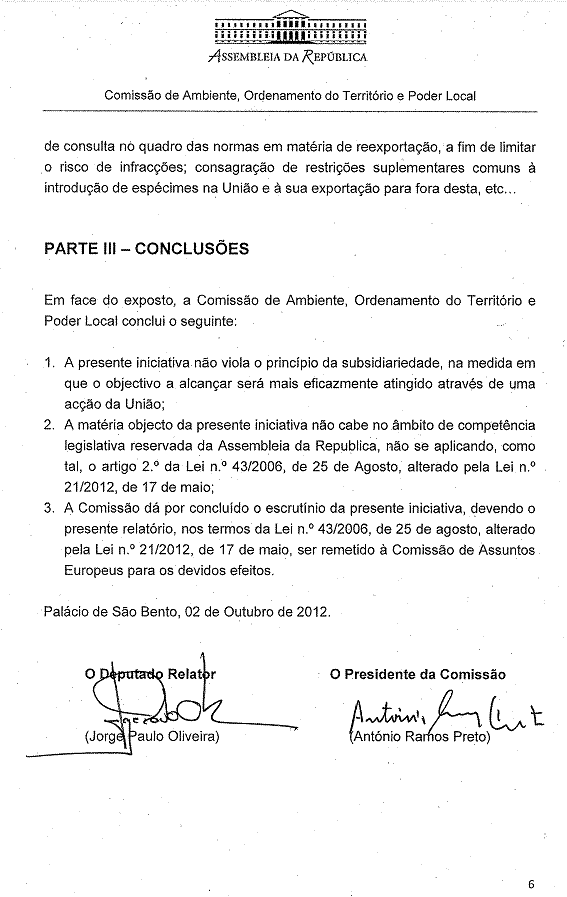 ASSEMBLEIA DA REPÚBLICA
Comissão de Ambiente, Ordenamento do Território e Poder Local
de consulta no quadro das normas em matéria de reexportação, a fim de limitar
o risco de infracções; consagração de restrições suplementares comuns à
introdução de espécimes na União e à sua exportação para fora desta, etc...
PARTE III – CONCLUSÕES
Em face do exposto, a Comissão de Ambiente, Ordenamento do Território e
Poder Local conclui o seguinte:
1. A presente iniciativa não viola o princípio da subsidiariedade, na medida em
que o objectivo a alcançar será mais eficazmente atingido através de uma
acção da União;
2. A matéria objecto da presente iniciativa não cabe no âmbito de competência
legislativa reservada da Assembleia da Republica, não se aplicando, como
tal, o artigo 2.º da Lei n.º 43/2006, de 25 de Agosto, alterado pela Lei n.º
21/2012, de 17 de maio;
3. A Comissão dá por concluído o escrutínio da presente iniciativa, devendo o
presente relatório, nos termos da Lei n.º 43/2006, de 25 de agosto, alterado
pela Lei n.º 21/2012, de 17 de maio, ser remetido à Comissão de Assuntos
Europeus para os devidos efeitos.
Palácio de São Bento, 02 de Outubro de 2012.
O Deputado Relator O Presidente da Comissão
(Jorge Paulo Oliveira) (António Ramos Preto)
6